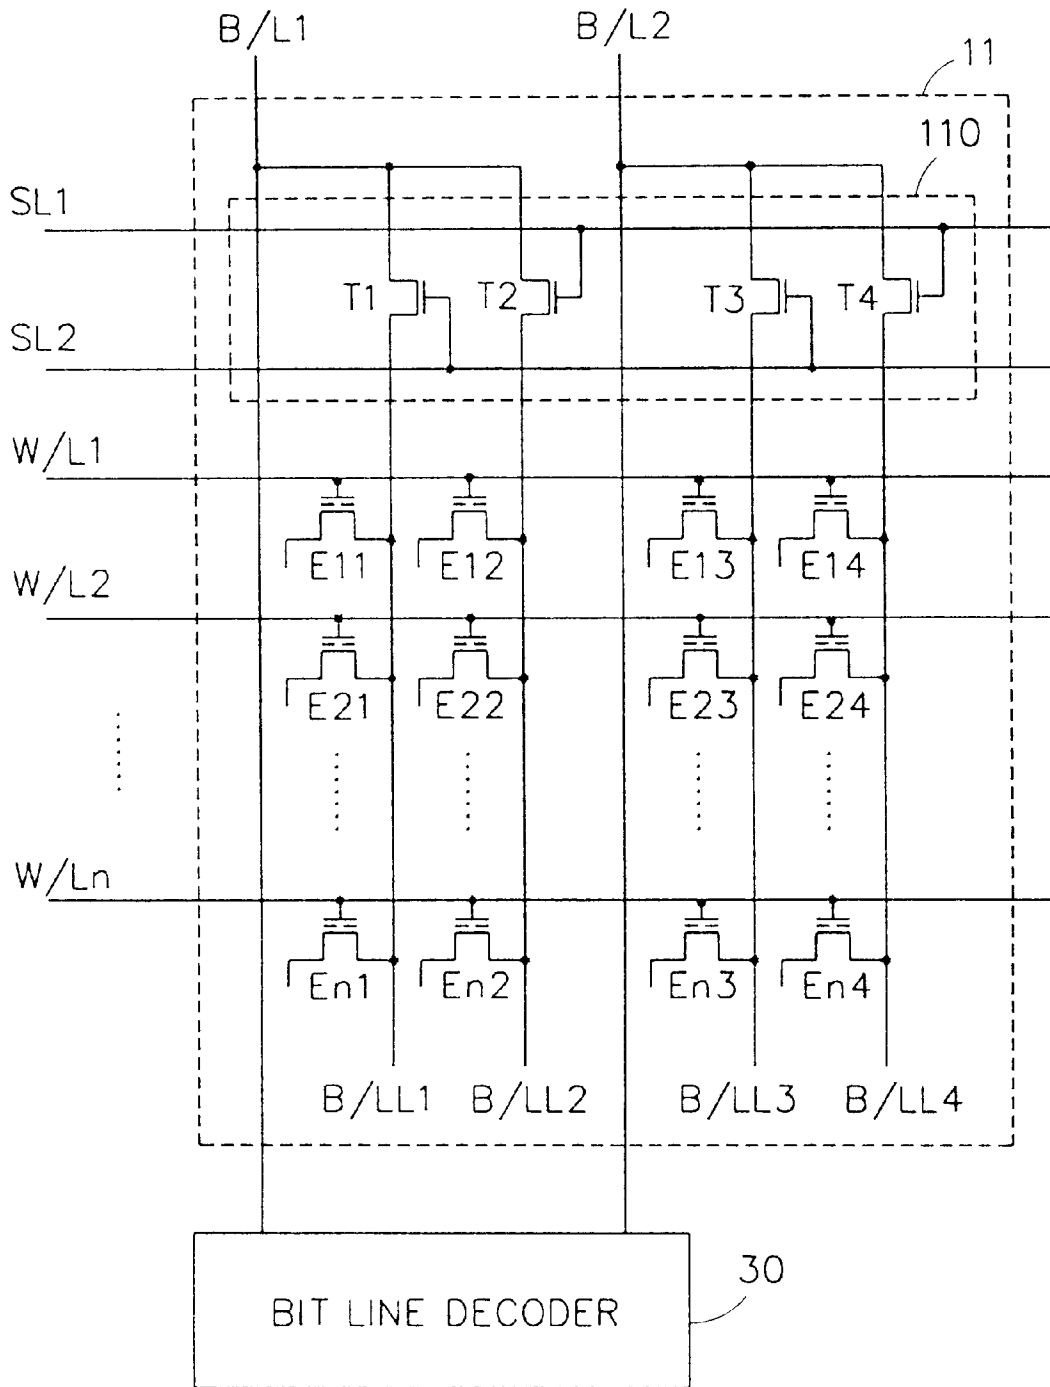 B/L1 B/L2
11
110
SL1
T1 T2 T3 T4
SL2
W/L1
E11 E12 E13 E14
W/L2
E21 E22 E23 E24
W/Ln
En1 En2 En3 En4
B/LL1 B/LL2 B/LL3 B/LL4
30
BIT LINE DECODER